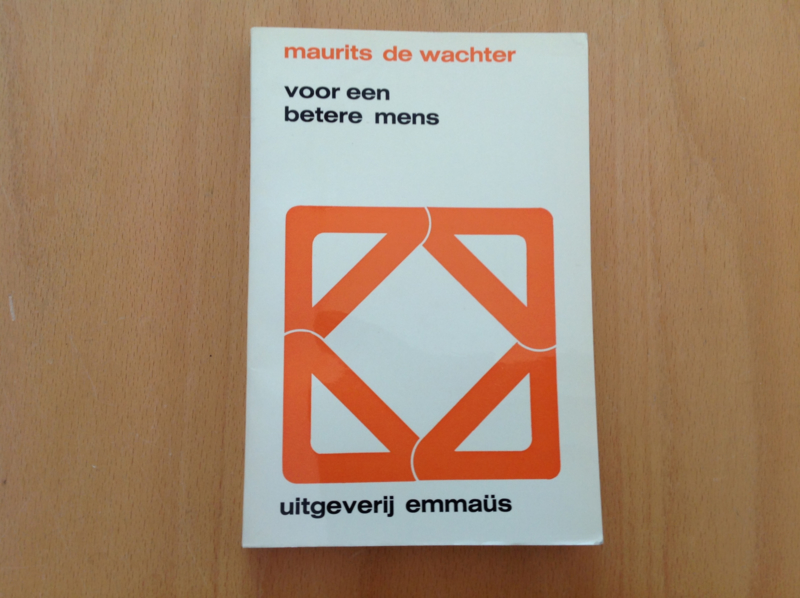 maurits de wachter
voor een
betere mens
uitgeverij emmaüs